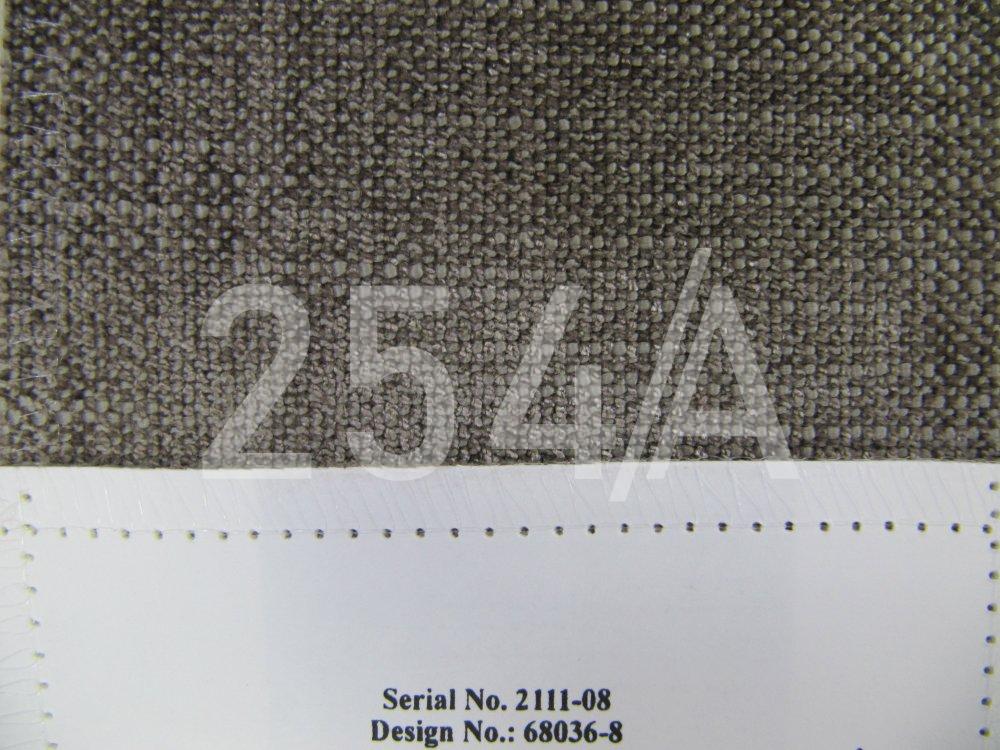 254//A
Serial No. 2111-08
Design No.: 68036-8